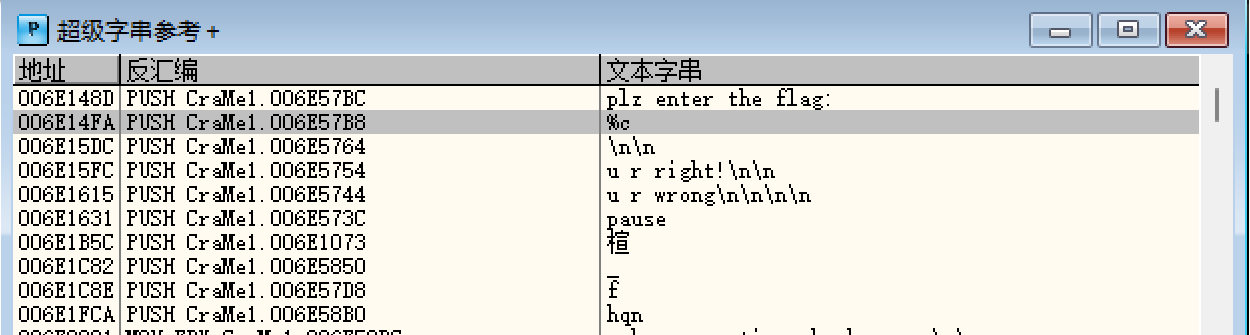 P 超级字串参考+
地址 反汇编 文本字串
006E148D PUSH CraMe1.006E57BC plz enter the flag:
006E14FA PUSH CraMe1.006E57B8 %c
006E15DC PUSH CraMe1.006E5764 \n\n
006E15FC PUSH CraMe1.006E5754 u r right!\n\n
006E1615 PUSH CraMe1.006E5744 u r wrong\n\n\n\n
006E1631 PUSH CraMe1.006E573C pause
006E1B5C PUSH CraMe1.006E1073 楦
006E1C82 PUSH CraMe1.006E5850 _
006E1C8E PUSH CraMe1.006E57D8 f
006E1FCA PUSH CraMe1.006E58B0 hqn